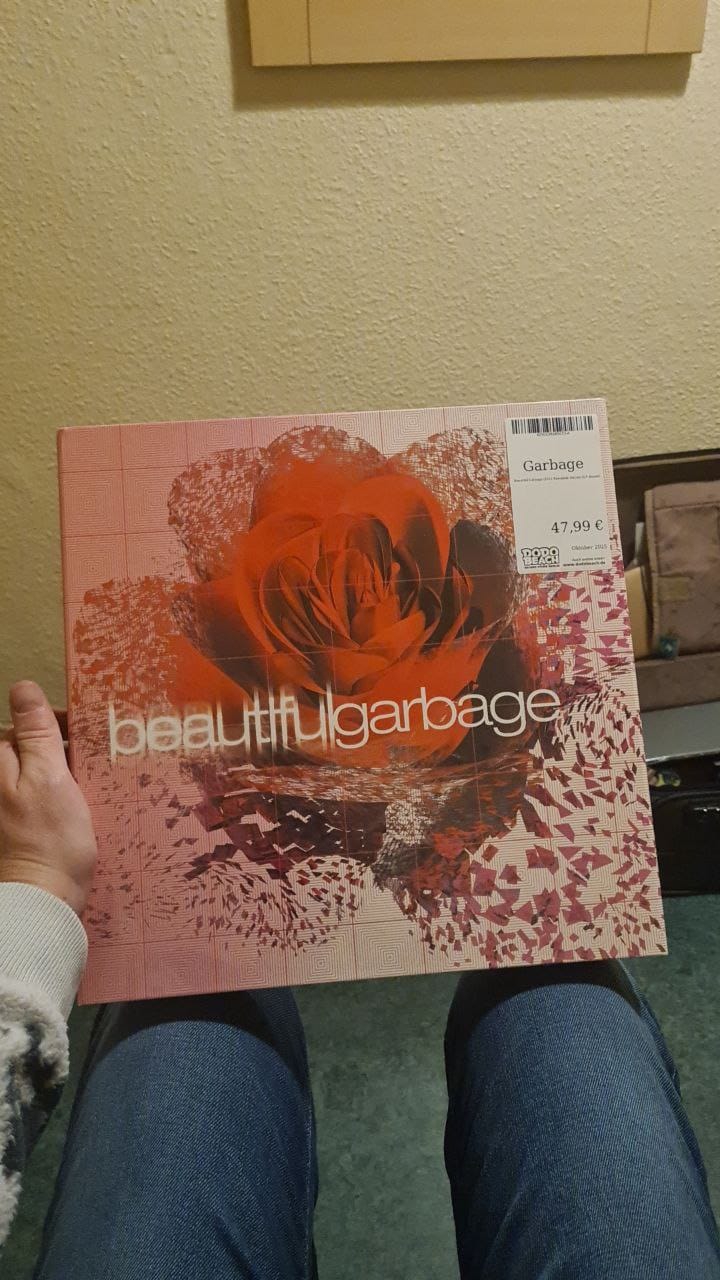 Garbage
47,99 €
Oktober 2025
DODO
BEACH
www.dodobeach.de
beautifulgarbage